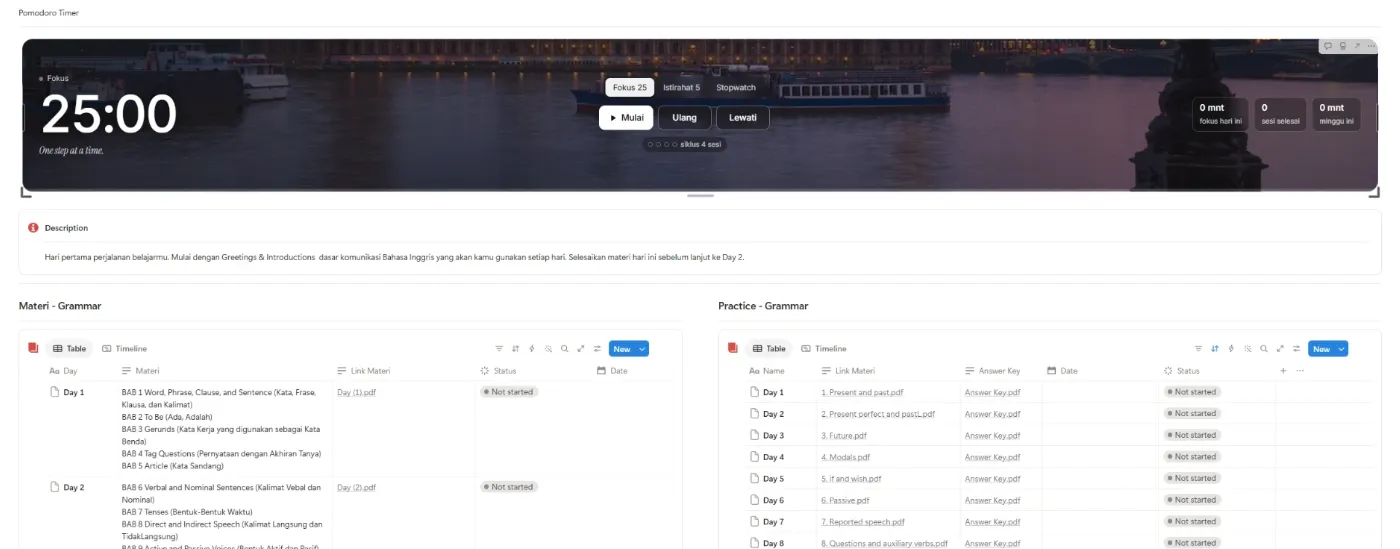 Pomodoro Timer
Fokus
25:00
One step at a time.
Fokus 25 Istirahat 5 Stopwatch
Mulai Ulang Lewati
siklus 4 sesi
0 mnt 0 0 mnt
fokus hari ini sesi selesai minggu ini
Description
Hari pertama perjalanan belajarmu. Mulai dengan Greetings & Introductions dasar komunikasi Bahasa Inggris yang akan kamu gunakan setiap hari. Selesaikan materi hari ini sebelum lanjut ke Day 2.
Materi - Grammar
Table Timeline New
Aa Day Materi Link Materi Status Date
Day 1
BAB 1 Word, Phrase, Clause, and Sentence (Kata, Frase,
Klausa, dan Kalimat)
BAB 2 To Be (Ada, Adalah)
BAB 3 Gerunds (Kata Kerja yang digunakan sebagai Kata
Benda)
BAB 4 Tag Questions (Pernyataan dengan Akhiran Tanya)
BAB 5 Article (Kata Sandang)
Day (1).pdf
Not started
Day 2
BAB 6 Verbal and Nominal Sentences (Kalimat Vebal dan
Nominal)
BAB 7 Tenses (Bentuk-Bentuk Waktu)
BAB 8 Direct and Indirect Speech (Kalimat Langsung dan
TidakLangsung)
BAB 9 Active and Passive Voices (Bentuk Aktif dan Pasif)
Day (2).pdf
Not started
Practice - Grammar
Table Timeline New
Aa Name Link Materi Answer Key Date Status
Day 1 1. Present and past.pdf Answer Key.pdf Not started
Day 2 2. Present perfect and pastL.pdf Answer Key.pdf Not started
Day 3 3. Future.pdf Answer Key.pdf Not started
Day 4 4. Modals.pdf Answer Key.pdf Not started
Day 5 5. if and wish.pdf Answer Key.pdf Not started
Day 6 6. Passive.pdf Answer Key.pdf Not started
Day 7 7. Reported speech.pdf Answer Key.pdf Not started
Day 8 8. Questions and auxiliary verbs.pdf Answer Key.pdf Not started